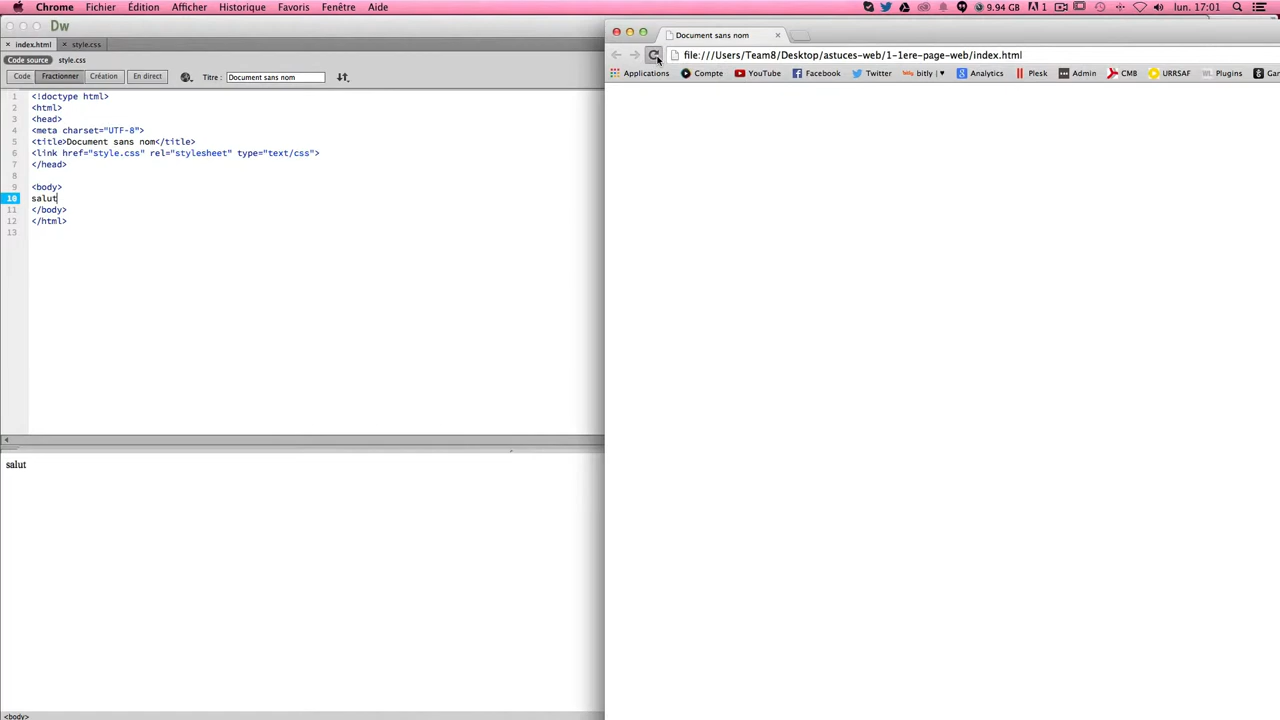 Chrome Fichier Édition Afficher Historique Favoris Fenêtre Aide 9.94 GB 1 lun. 17:01
Dw
× index.html × style.css
Code source style.css
Code Fractionner Création En direct Titre : Document sans nom
1 <!doctype html>
2 <html>
3 <head>
4 <meta charset="UTF-8">
5 <title>Document sans nom</title>
6 <link href="style.css" rel="stylesheet" type="text/css">
7 </head>
8
9 <body>
10 salut
11 </body>
12 </html>
13
salut
<body>
Document sans nom ×
file:///Users/Team8/Desktop/astuces-web/1-1ere-page-web/index.html
Applications Compte YouTube Facebook Twitter bitly | ▾ Analytics Plesk Admin CMB URRSAF WL. Plugins g Gar